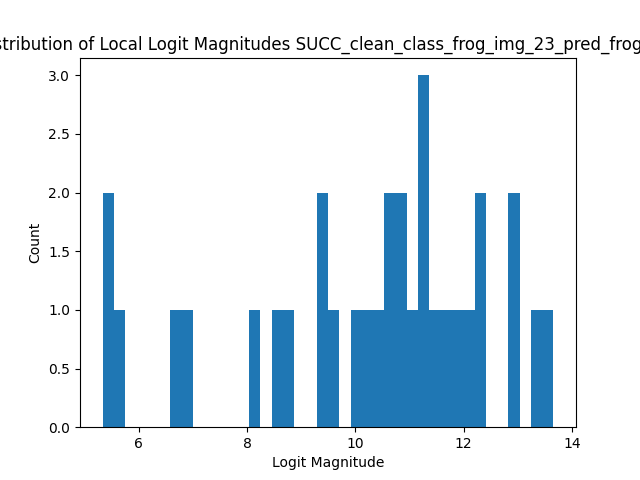 stribution of Local Logit Magnitudes SUCC_clean_class_frog_img_23_pred_frog
3.0
2.5
2.0
1.5
1.0
0.5
0.0
Count
6 8 10 12 14
Logit Magnitude